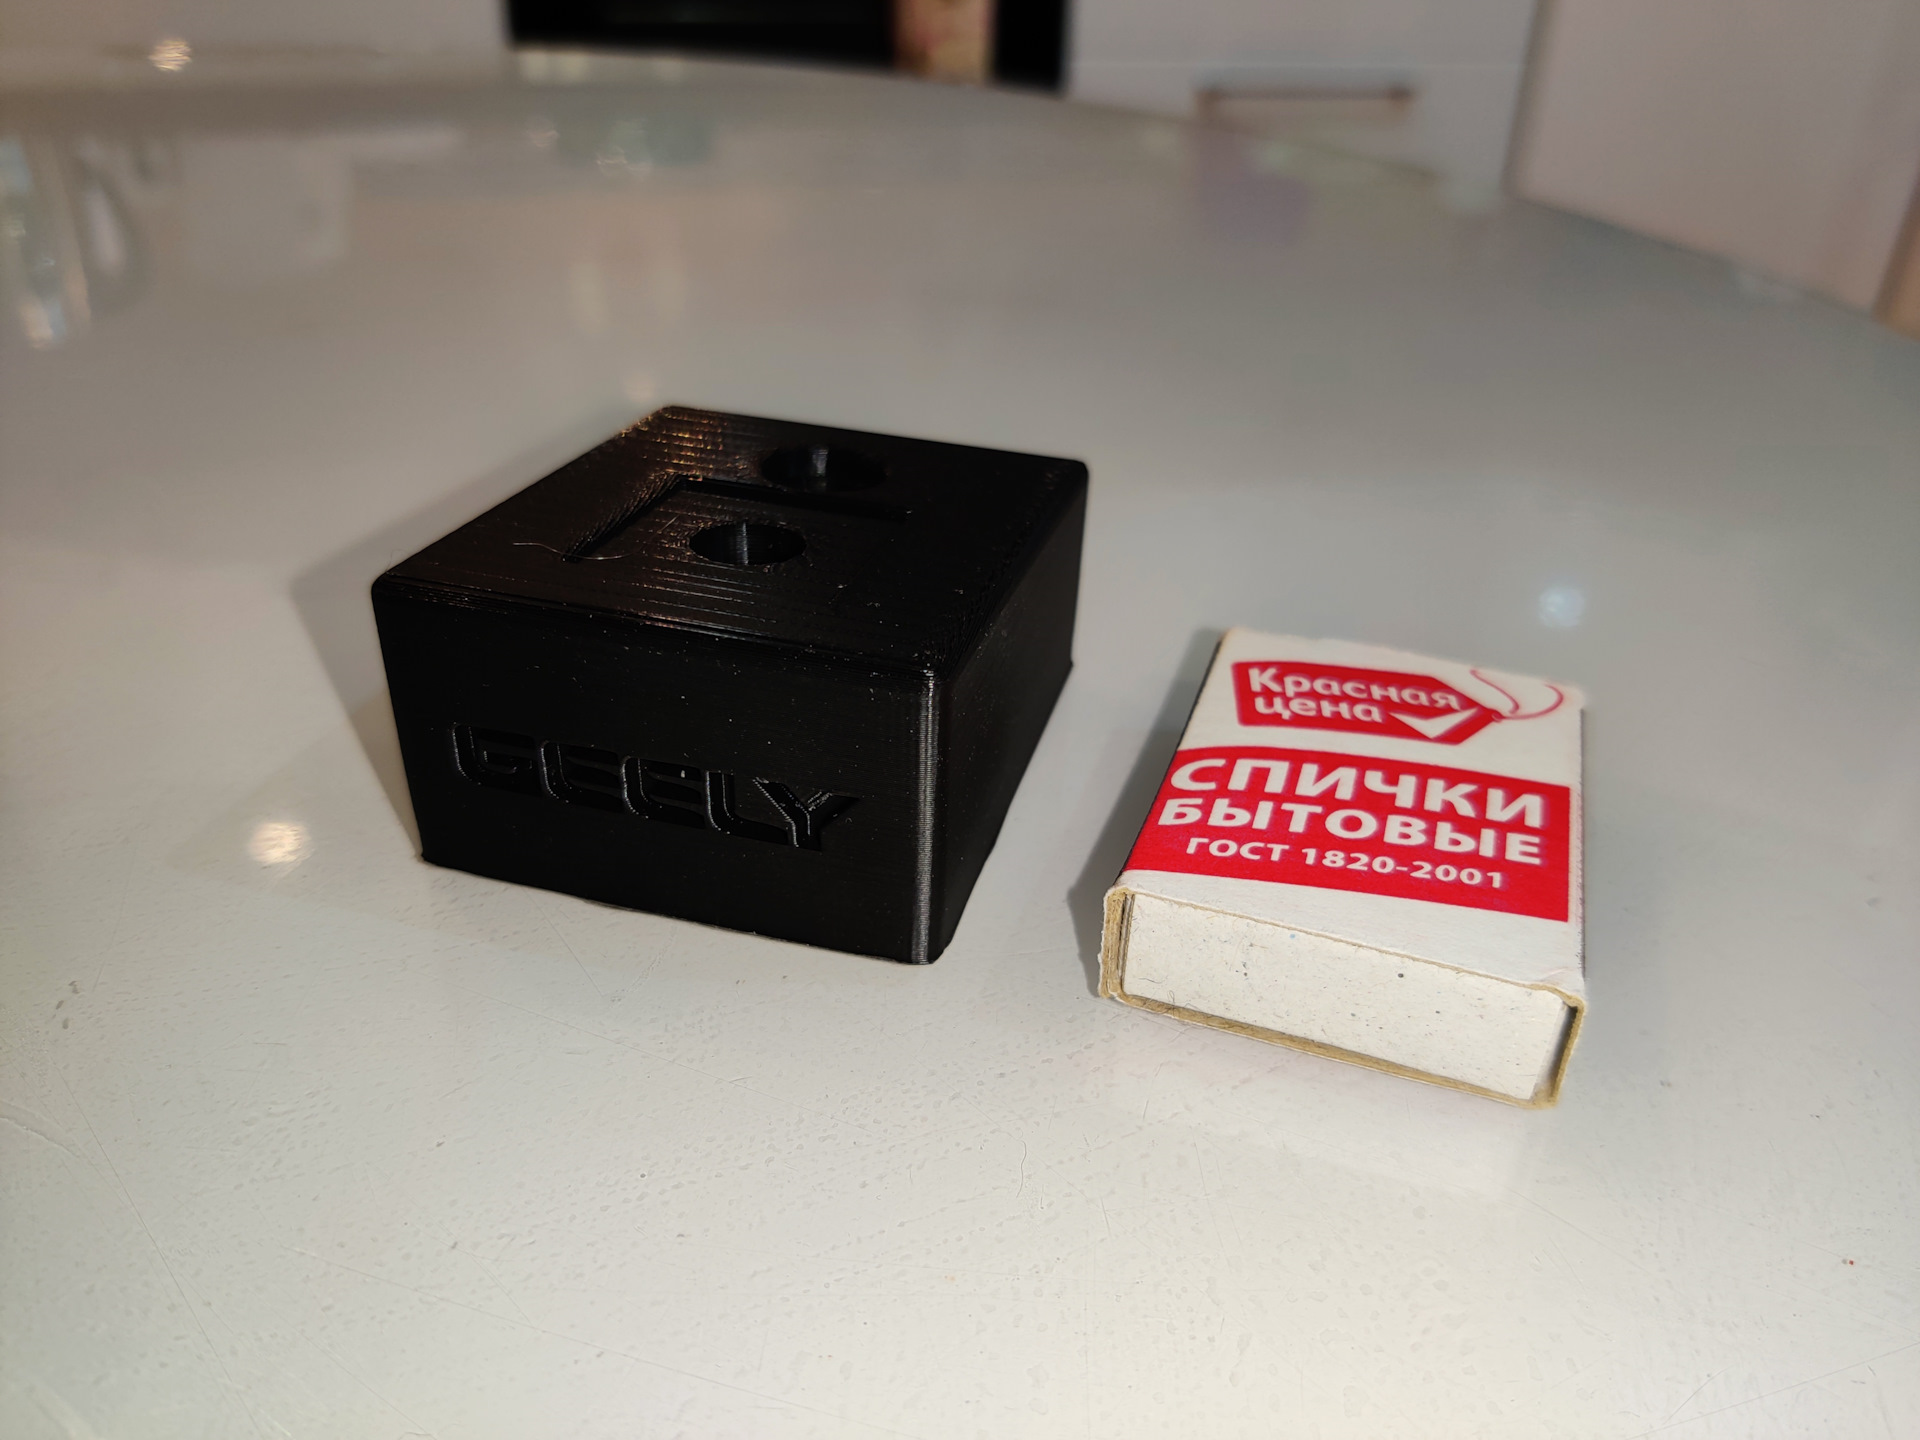 GEELY
Красная
цена
СПИЧКИ
БЫТОВЫЕ
ГОСТ 1820-2001